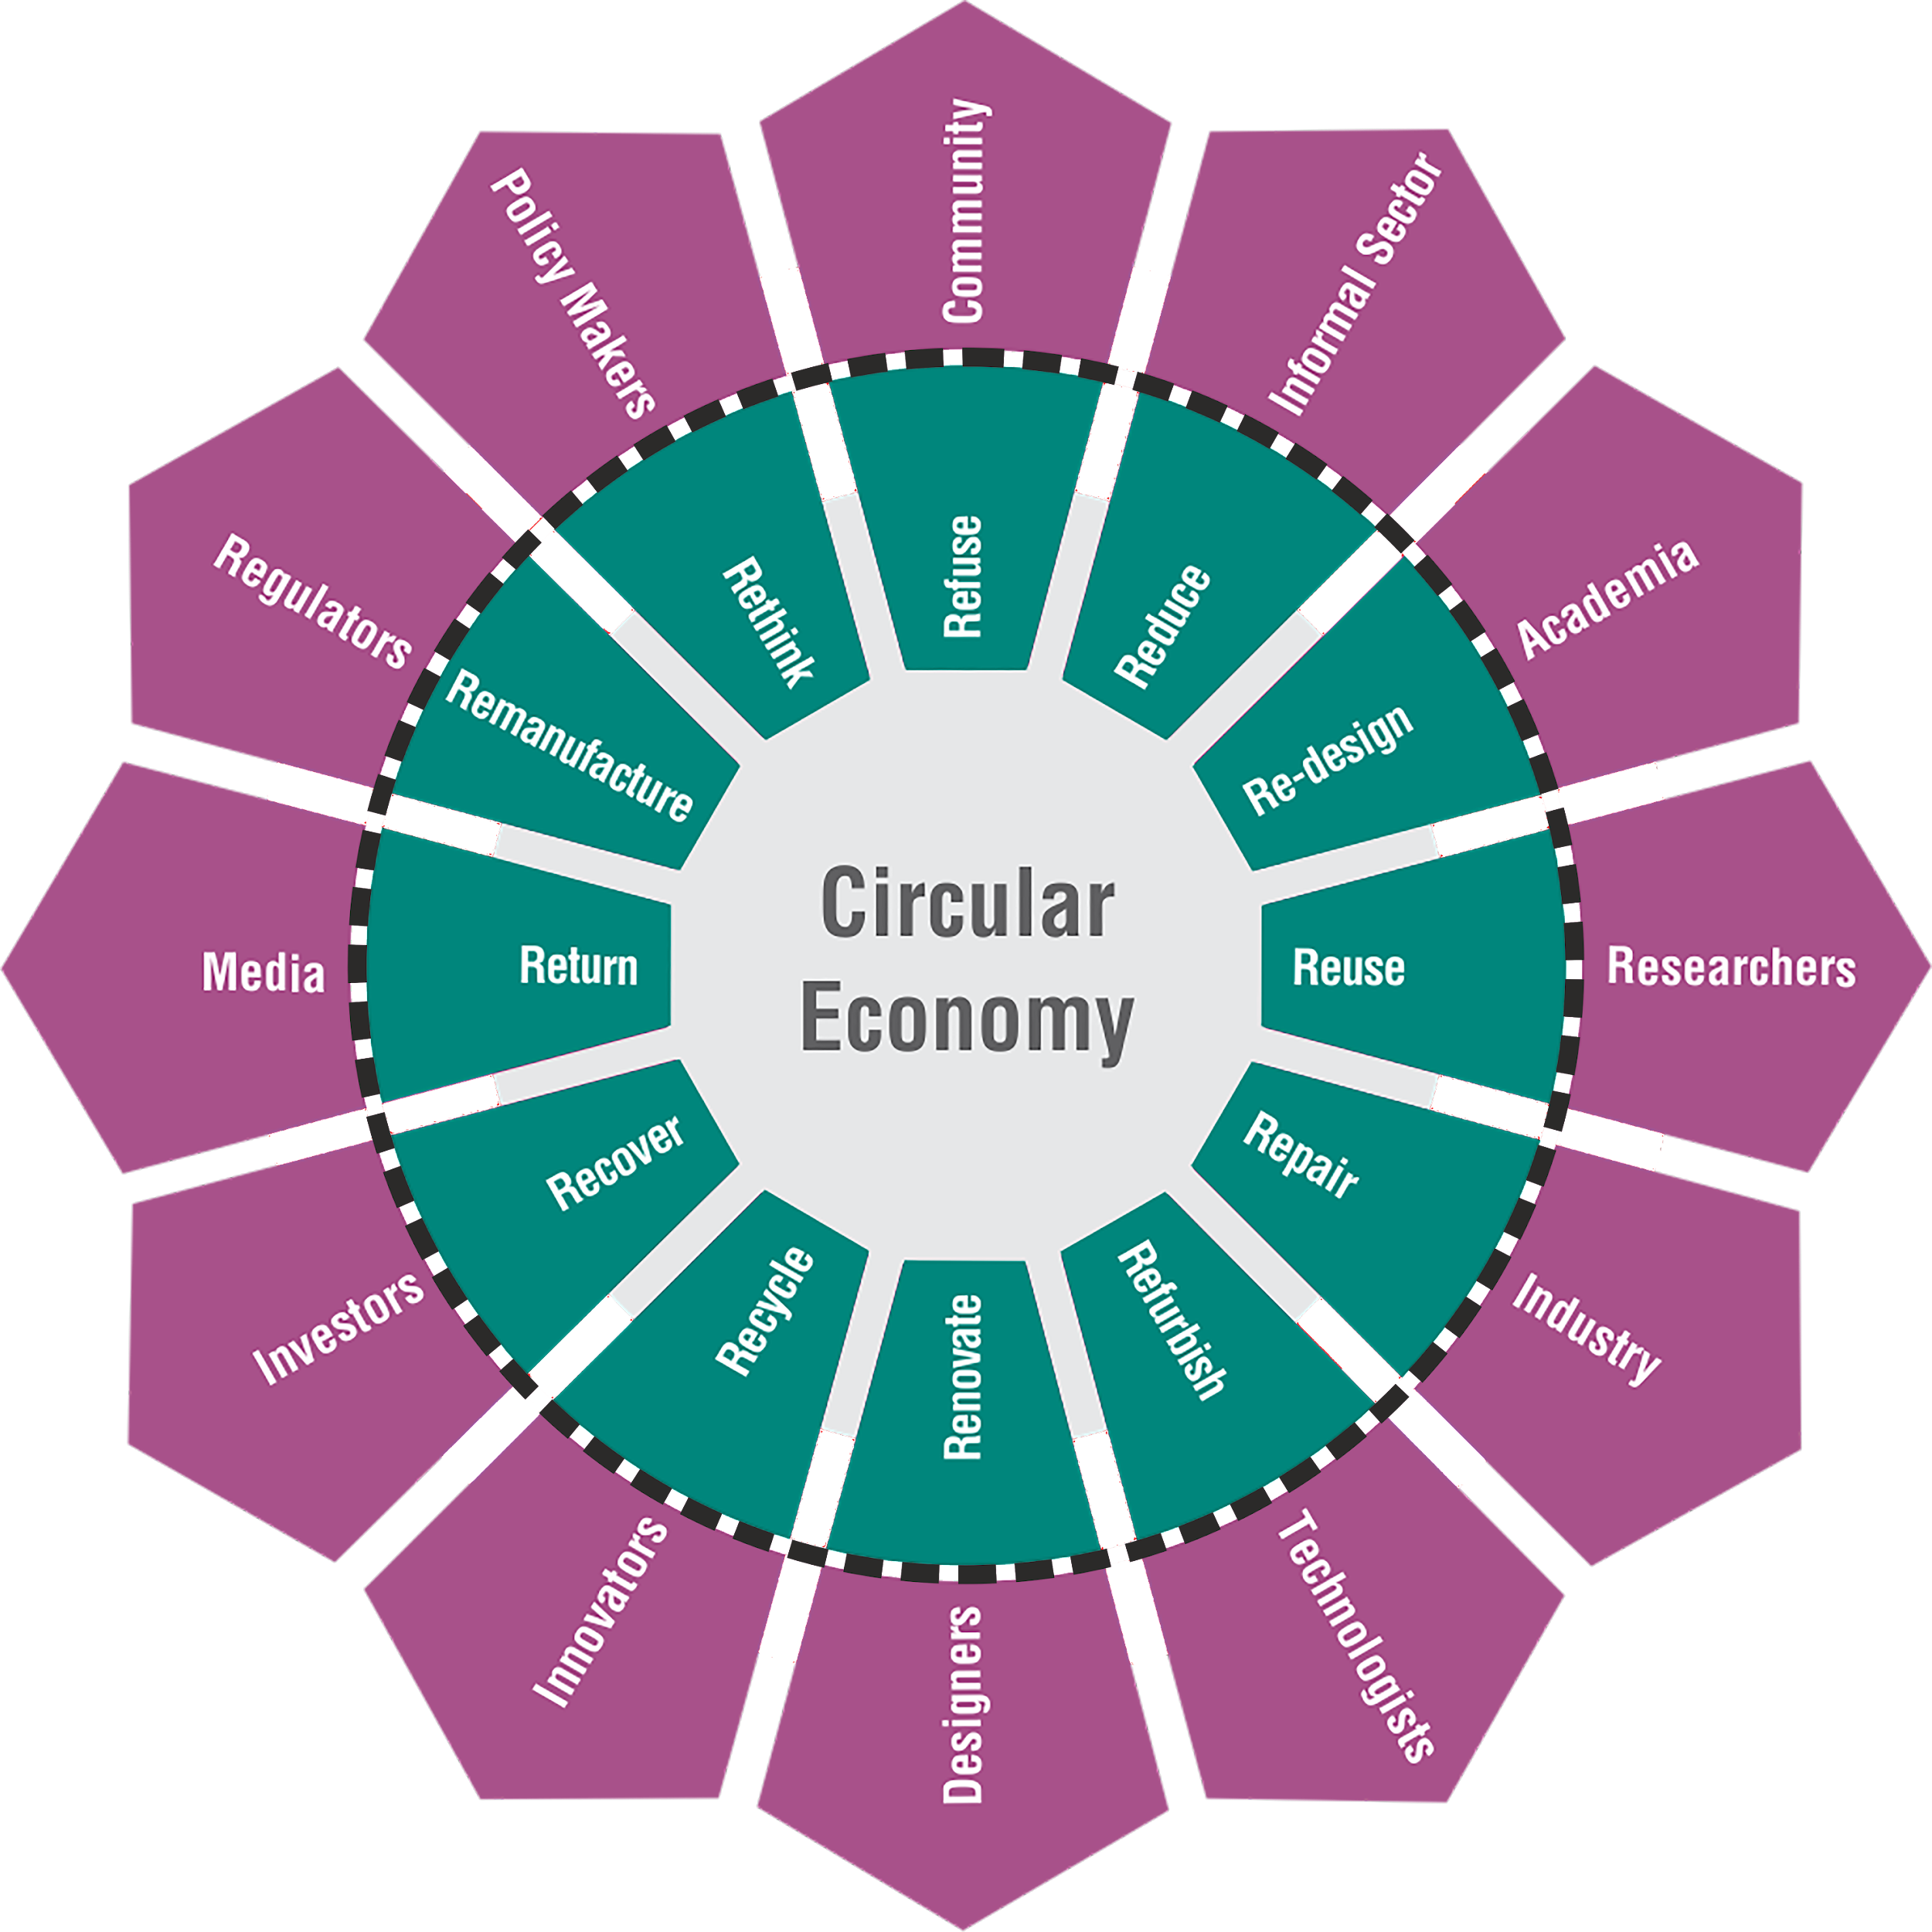 Community
Informal Sector
Academia
Researchers
Industry
Technologists
Designers
Innovators
Investors
Media
Regulators
Policy Makers
Refuse
Reduce
Re-design
Reuse
Repair
Refurbish
Renovate
Recycle
Recover
Return
Remanufacture
Rethink
Circular
Economy